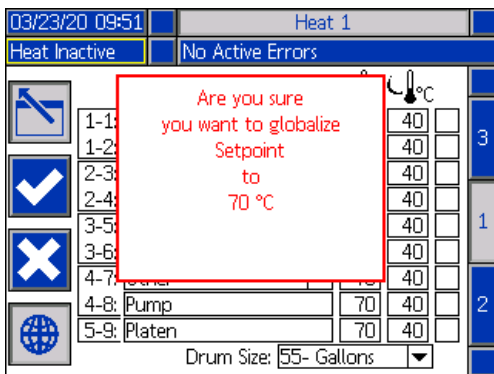 03/23/20 09:51
Heat 1
Heat Inactive
No Active Errors
°C
Are you sure
you want to globalize
Setpoint
to
70 °C
1-1: 40
1-2: 40
2-3: 40
2-4: 40
3-5: 40
3-6: 40
4-7: 40
4-8: Pump 70 40
5-9: Platen 70 40
Drum Size: 55- Gallons
3
1
2